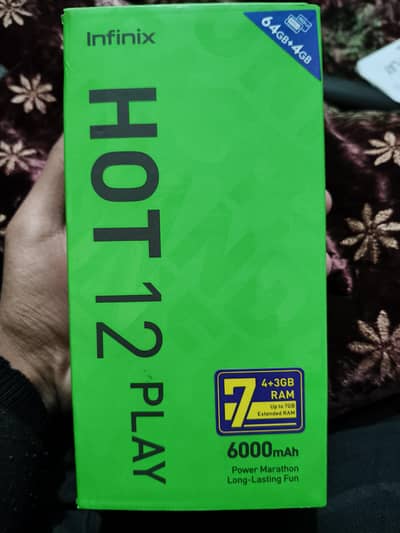 Infinix
64GB+4GB
HOT 12 PLAY
7
4+3GB
RAM
Up to 7GB
Extended RAM
6000mAh
Power Marathon
Long-Lasting Fun